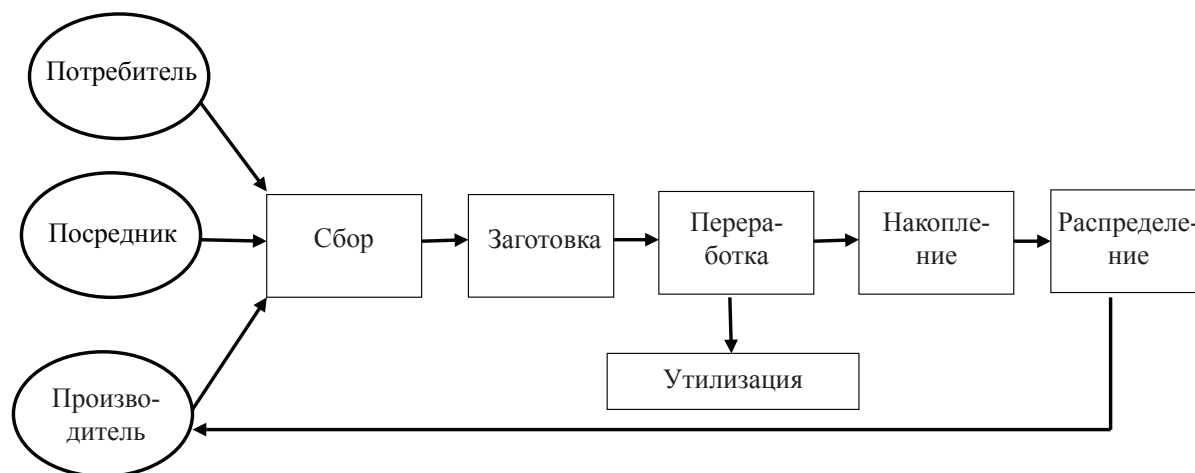 Потребитель
Посредник
Произво-
дитель
Сбор
Заготовка
Перера-
ботка
Утилизация
Накопле-
ние
Распределе-
ние